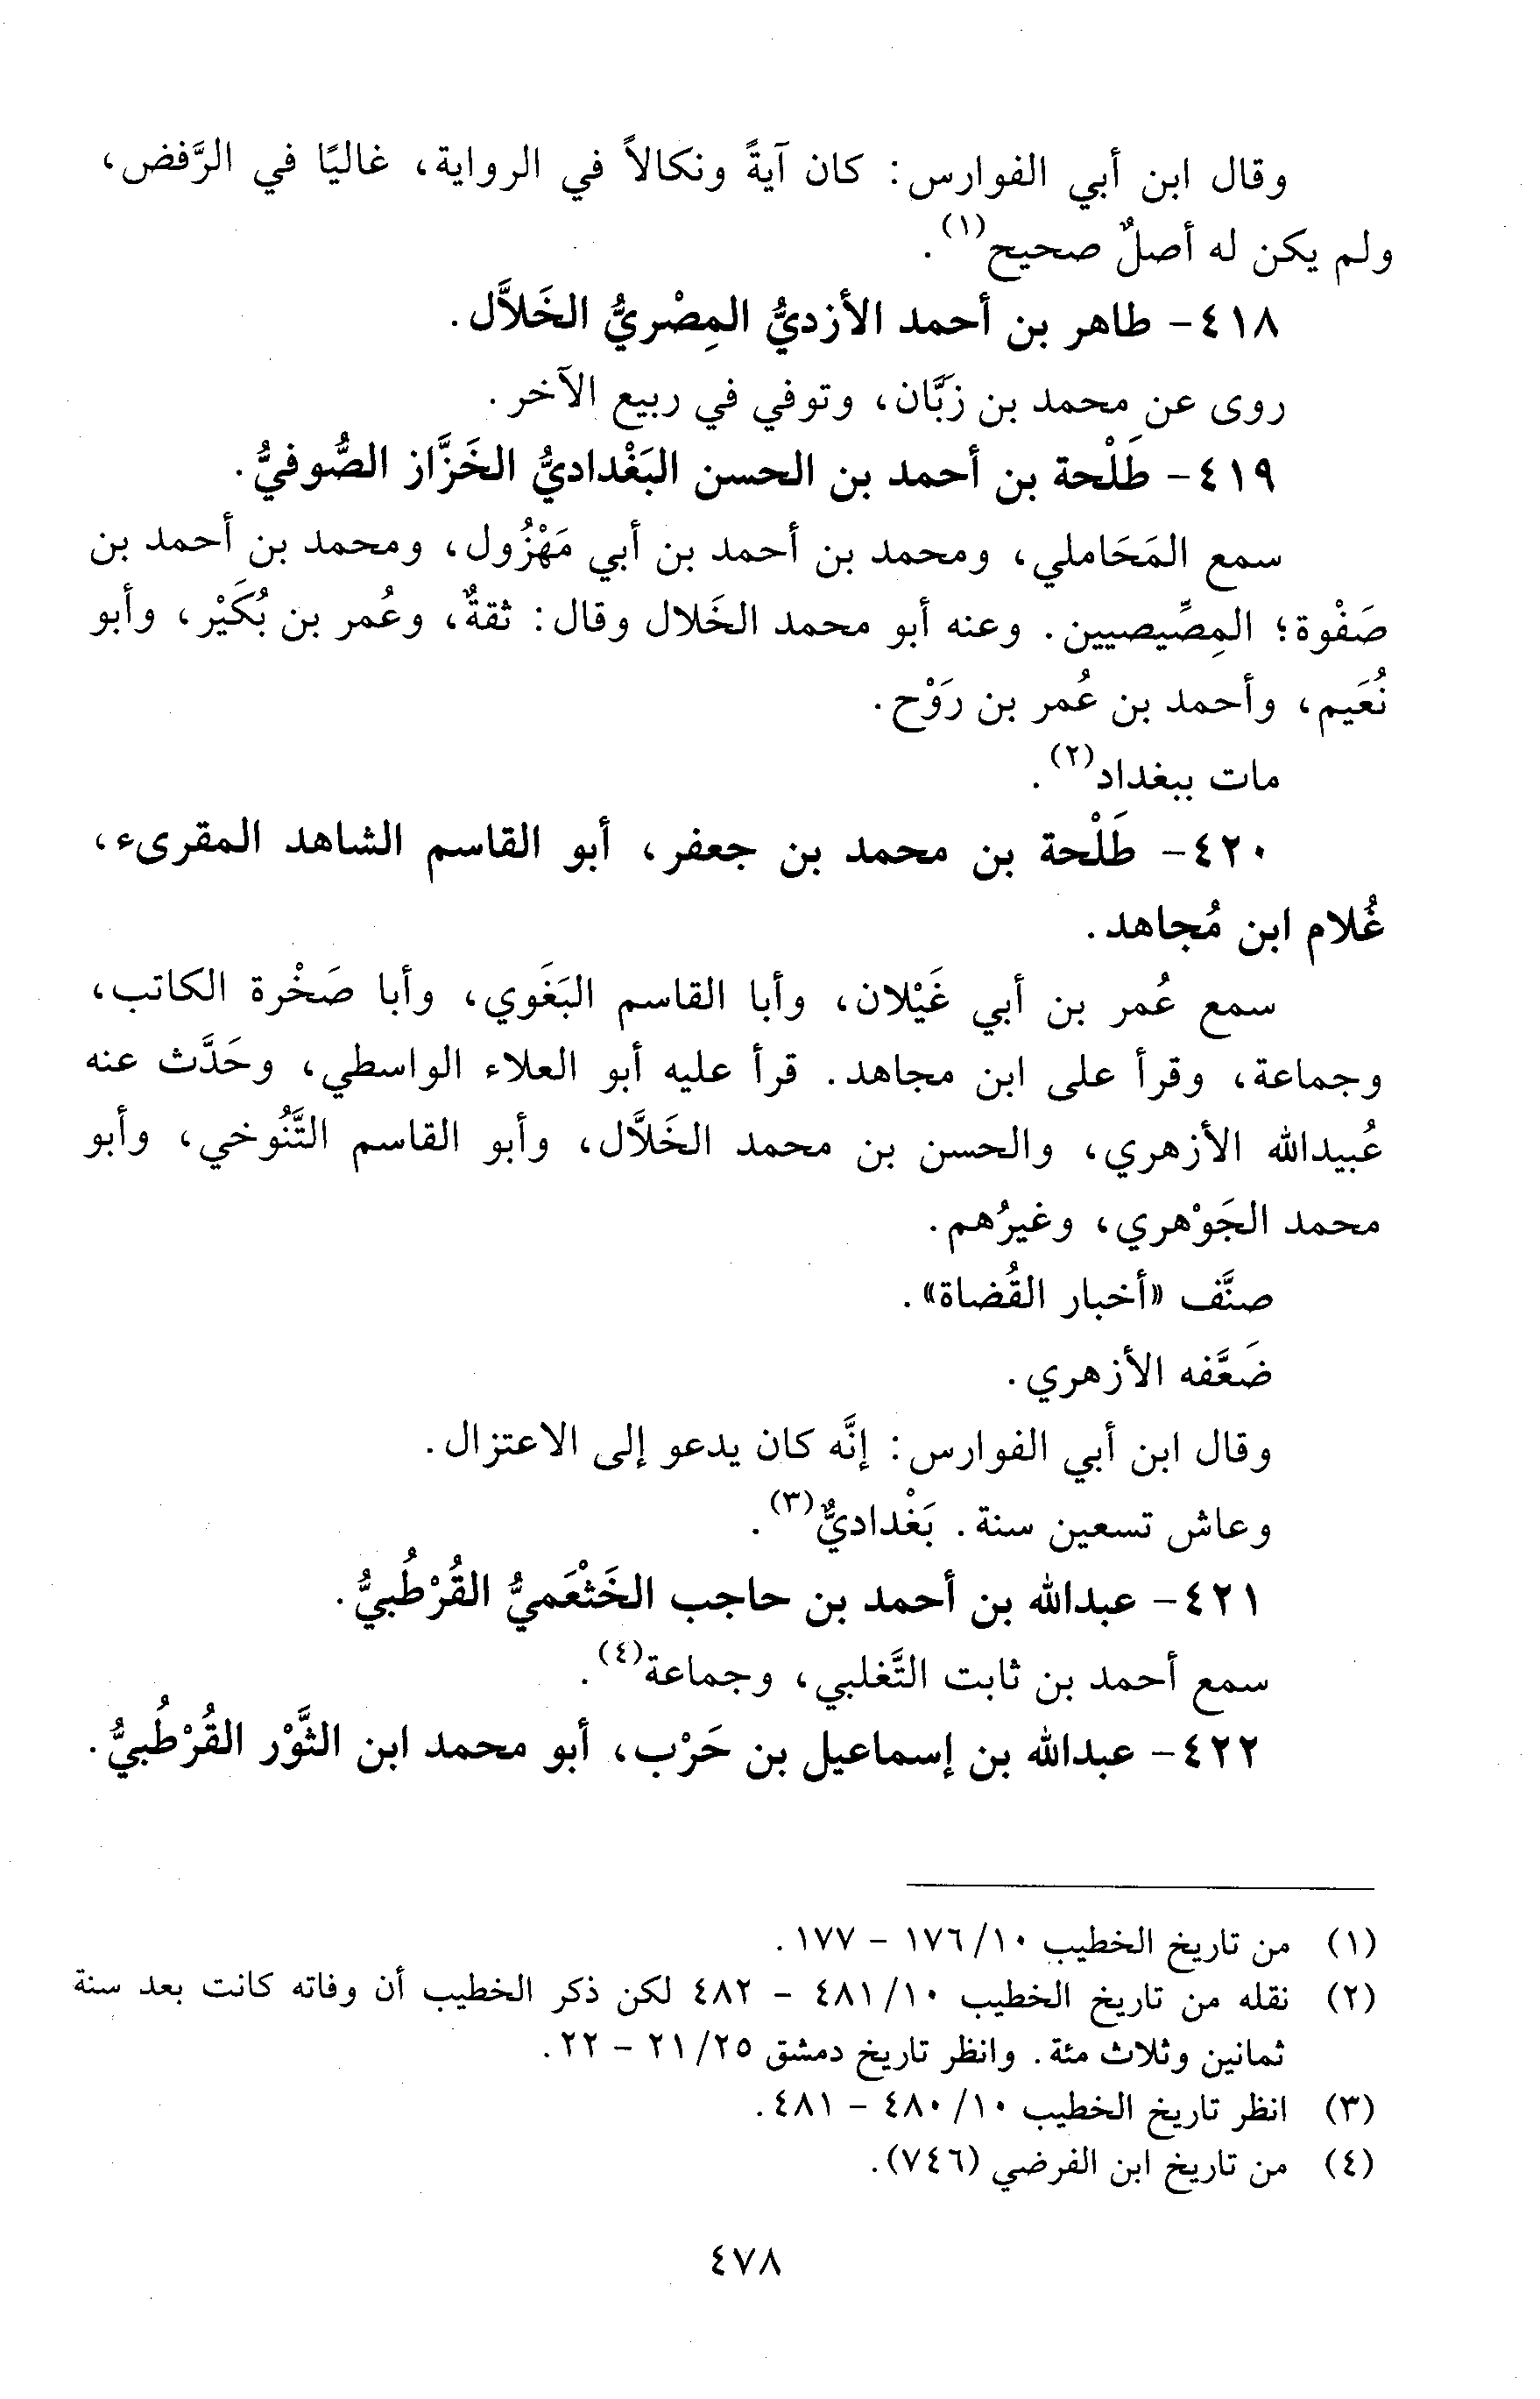 وقال ابن أبي الفوارس: كان آيةً ونكالاً في الرواية، غاليًا في الرَّفض،
ولم يكن له أصلٌ صحيح(١).
٤١٨- طاهر بن أحمد الأزديُّ المِصْريُّ الخَلاَّل.
روى عن محمد بن زَبَّان، وتوفي في ربيع الآخر.
٤١٩- طَلْحة بن أحمد بن الحسن البَغْداديُّ الخَزَّاز الصُّوفيُّ.
سمع المَحَاملي، ومحمد بن أحمد بن أبي مَهْزُول، ومحمد بن أحمد بن
صَفْوة؛ المِصِّيصيين. وعنه أبو محمد الخَلال وقال: ثقةٌ، وعُمر بن بُكَيْر، وأبو
نُعَيم، وأحمد بن عُمر بن رَوْح.
مات ببغداد(٢).
٤٢٠- طَلْحة بن محمد بن جعفر، أبو القاسم الشاهد المقرىء،
غُلام ابن مُجاهد.
سمع عُمر بن أبي غَيْلان، وأبا القاسم البَغَوي، وأبا صَخْرة الكاتب،
وجماعة، وقرأ على ابن مجاهد. قرأ عليه أبو العلاء الواسطي، وحَدَّث عنه
عُبيدالله الأزهري، والحسن بن محمد الخَلاَّل، وأبو القاسم التَّنُوخي، وأبو
محمد الجَوْهري، وغيرُهم.
صنَّف «أخبار القُضاة».
ضَعَّفه الأزهري.
وقال ابن أبي الفوارس: إنَّه كان يدعو إلى الاعتزال.
وعاش تسعين سنة. بَغْداديٌّ(٣).
٤٢١- عبدالله بن أحمد بن حاجب الخَثْعَميُّ القُرْطُبيُّ.
سمع أحمد بن ثابت التَّغلبي، وجماعة(٤).
٤٢٢- عبدالله بن إسماعيل بن حَرْب، أبو محمد ابن الثَّوْر القُرْطُبيُّ.
(١) من تاريخ الخطيب ١٠/ ١٧٦ - ١٧٧.
(٢) نقله من تاريخ الخطيب ١٠/ ٤٨١ - ٤٨٢ لكن ذكر الخطيب أن وفاته كانت بعد سنة
ثمانين وثلاث مئة. وانظر تاريخ دمشق ٢٥/ ٢١ - ٢٢.
(٣) انظر تاريخ الخطيب ١٠/ ٤٨٠ - ٤٨١.
(٤) من تاريخ ابن الفرضي (٧٤٦).
٤٧٨